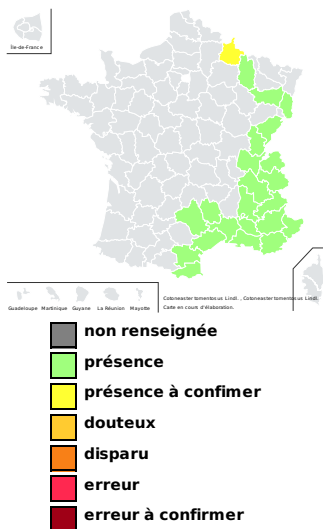 Île-de-France
Guadeloupe Martinique Guyane La Réunion Mayotte
Cotoneaster tomentosus Lindl. , Cotoneaster tomentosus Lindl.
Carte en cours d'élaboration.
non renseignée
présence
présence à confimer
douteux
disparu
erreur
erreur à confirmer